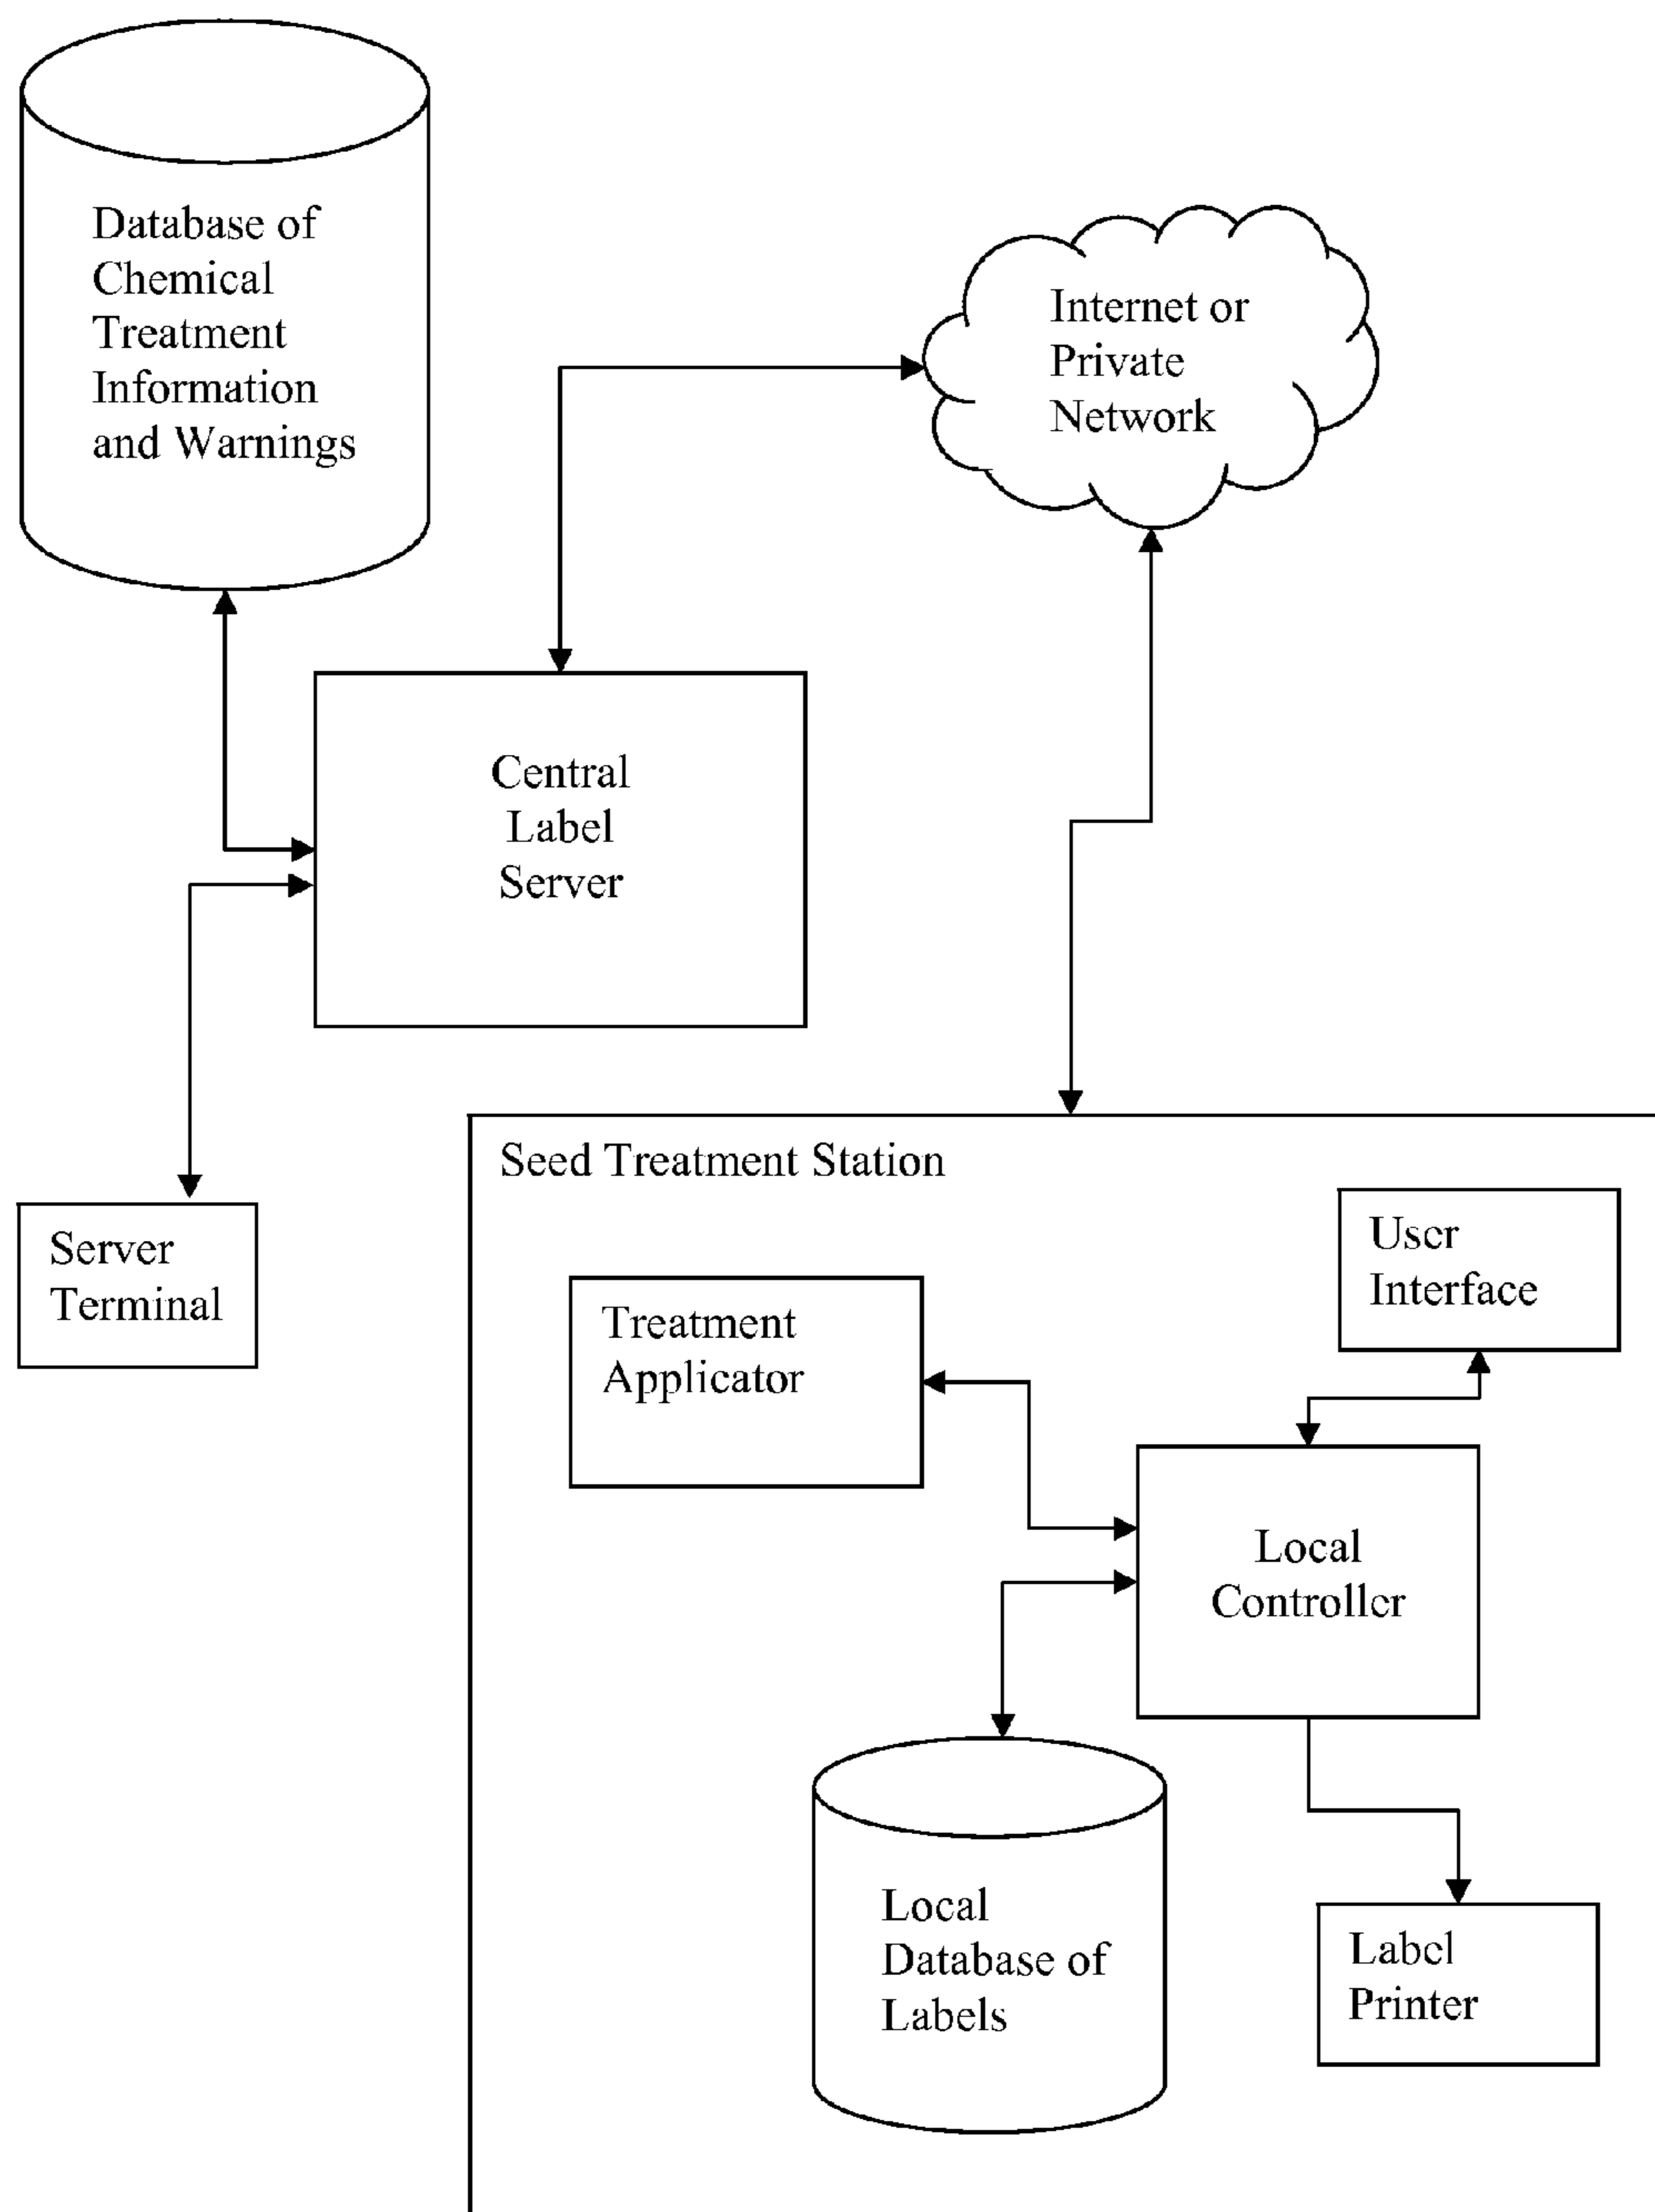 Database of
Chemical
Treatment
Information
and Warnings
Internet or
Private
Network
Central
Label
Server
Seed Treatment Station
Server
Terminal
User
Interface
Treatment
Applicator
Local
Controller
Local
Database of
Labels
Label
Printer